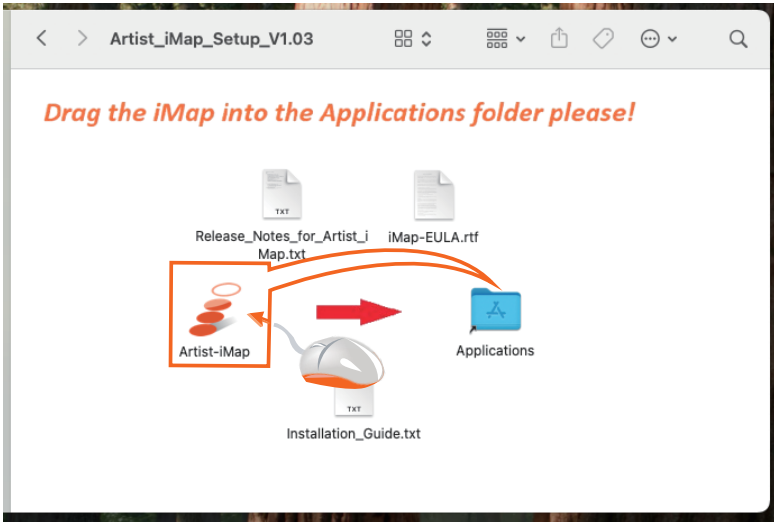 Artist_iMap_Setup_V1.03
Drag the iMap into the Applications folder please!
TXT
Release_Notes_for_Artist_i
Map.txt
iMap-EULA.rtf
Artist-iMap
Applications
TXT
Installation_Guide.txt